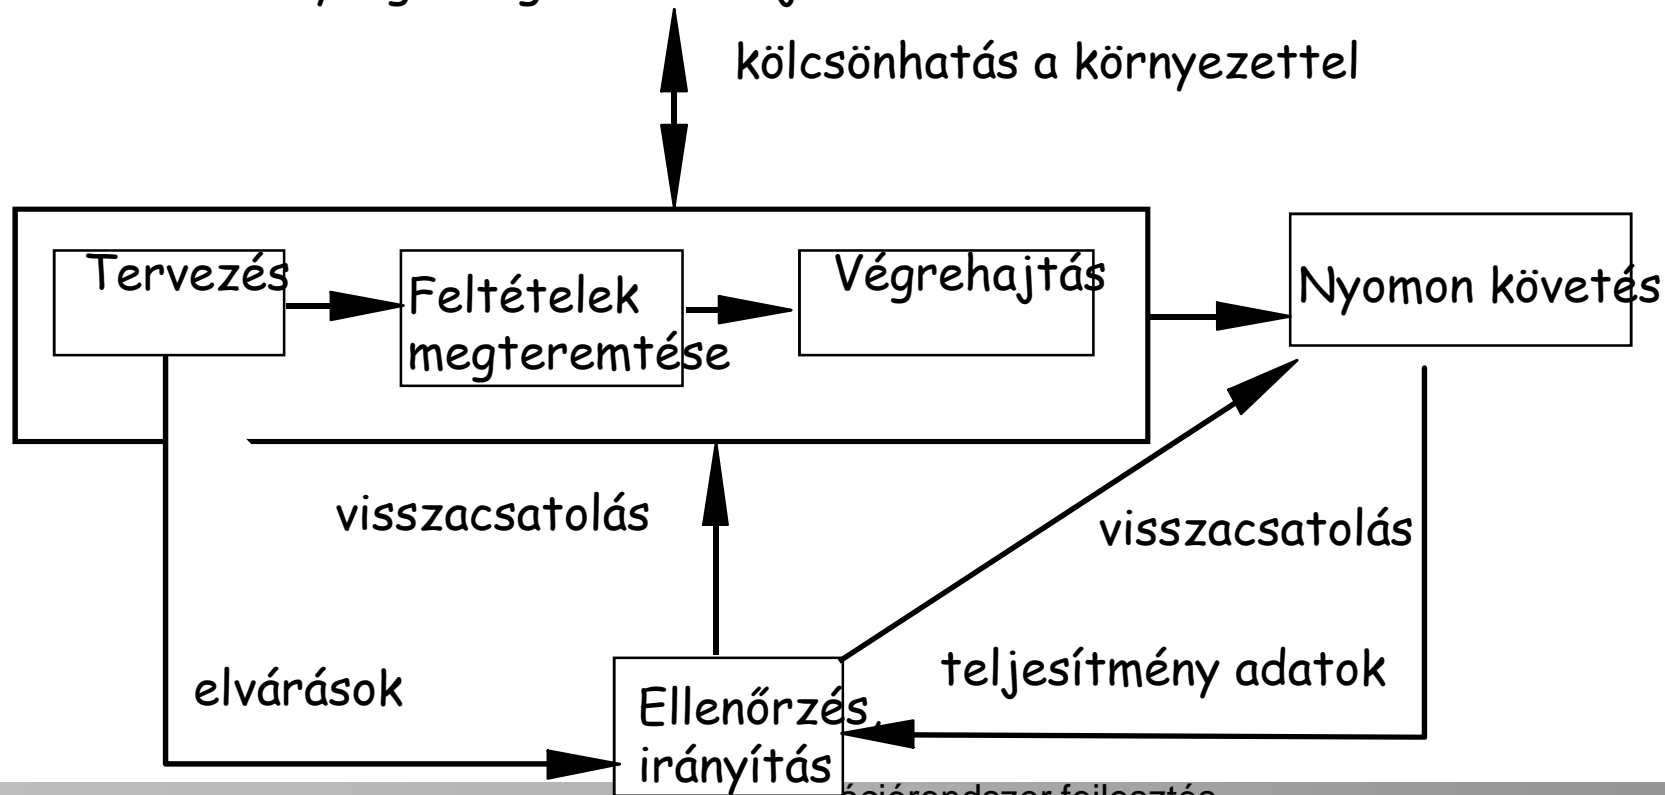 kölcsönhatás a környezettel
Tervezés
Feltételek
megteremtése
Végrehajtás
Nyomon követés
visszacsatolás
visszacsatolás
elvárások
teljesítmény adatok
Ellenőrzés,
irányítás